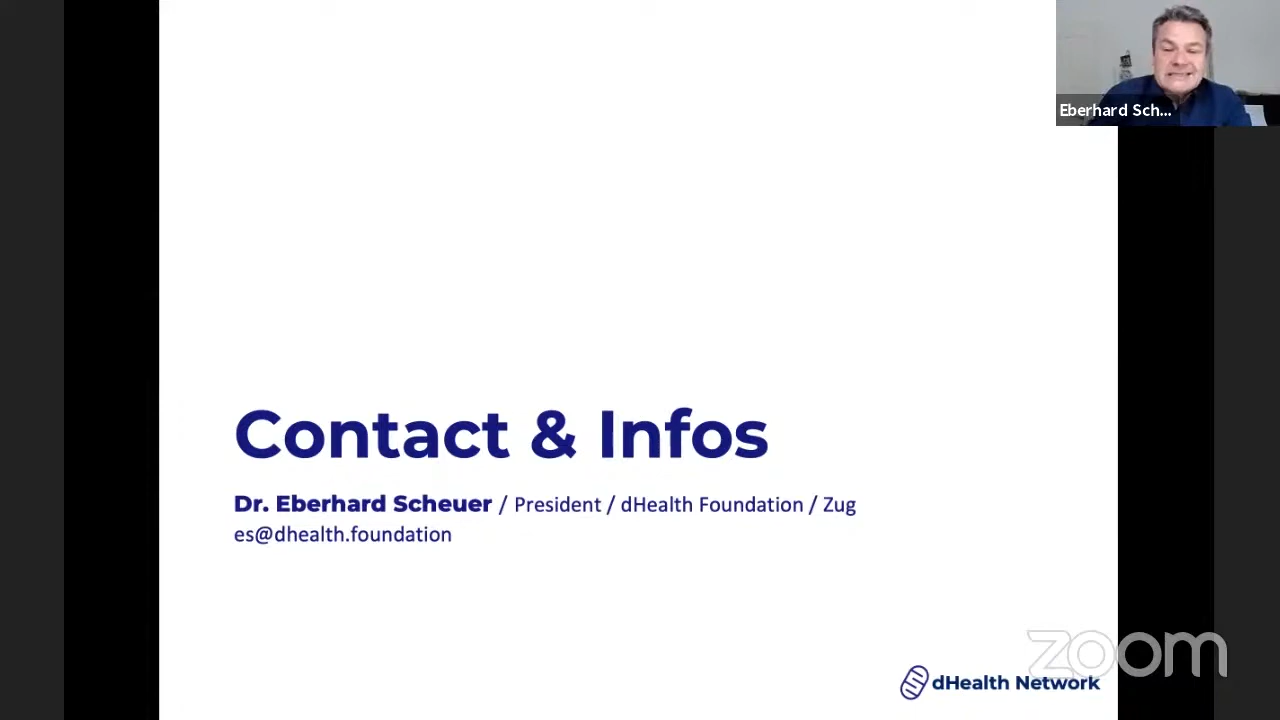 Eberhard Sch...
Contact & Infos
Dr. Eberhard Scheuer / President / dHealth Foundation / Zug
es@dhealth.foundation
zoom
dHealth Network